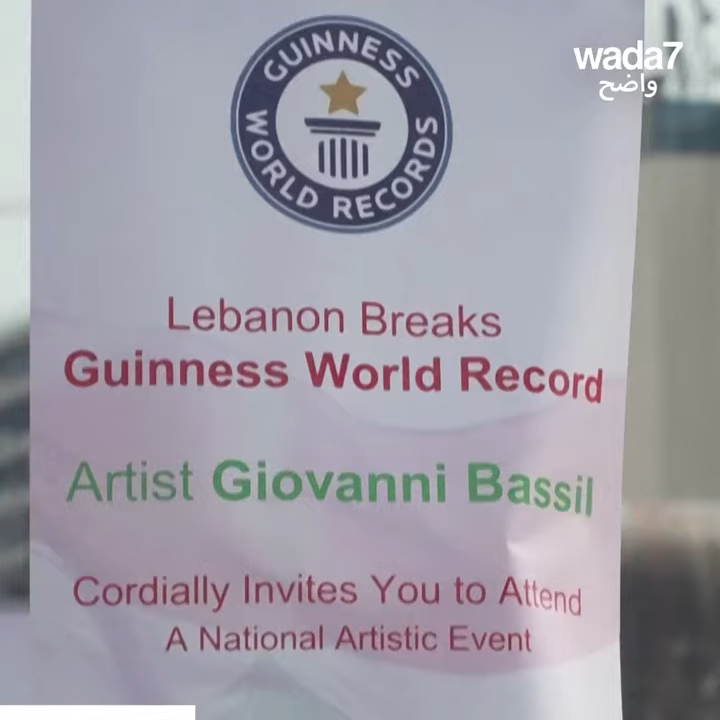 wada7
واضح
GUINNESS
WORLD RECORDS
Lebanon Breaks
Guinness World Record
Artist Giovanni Bassil
Cordially Invites You to Attend
A National Artistic Event